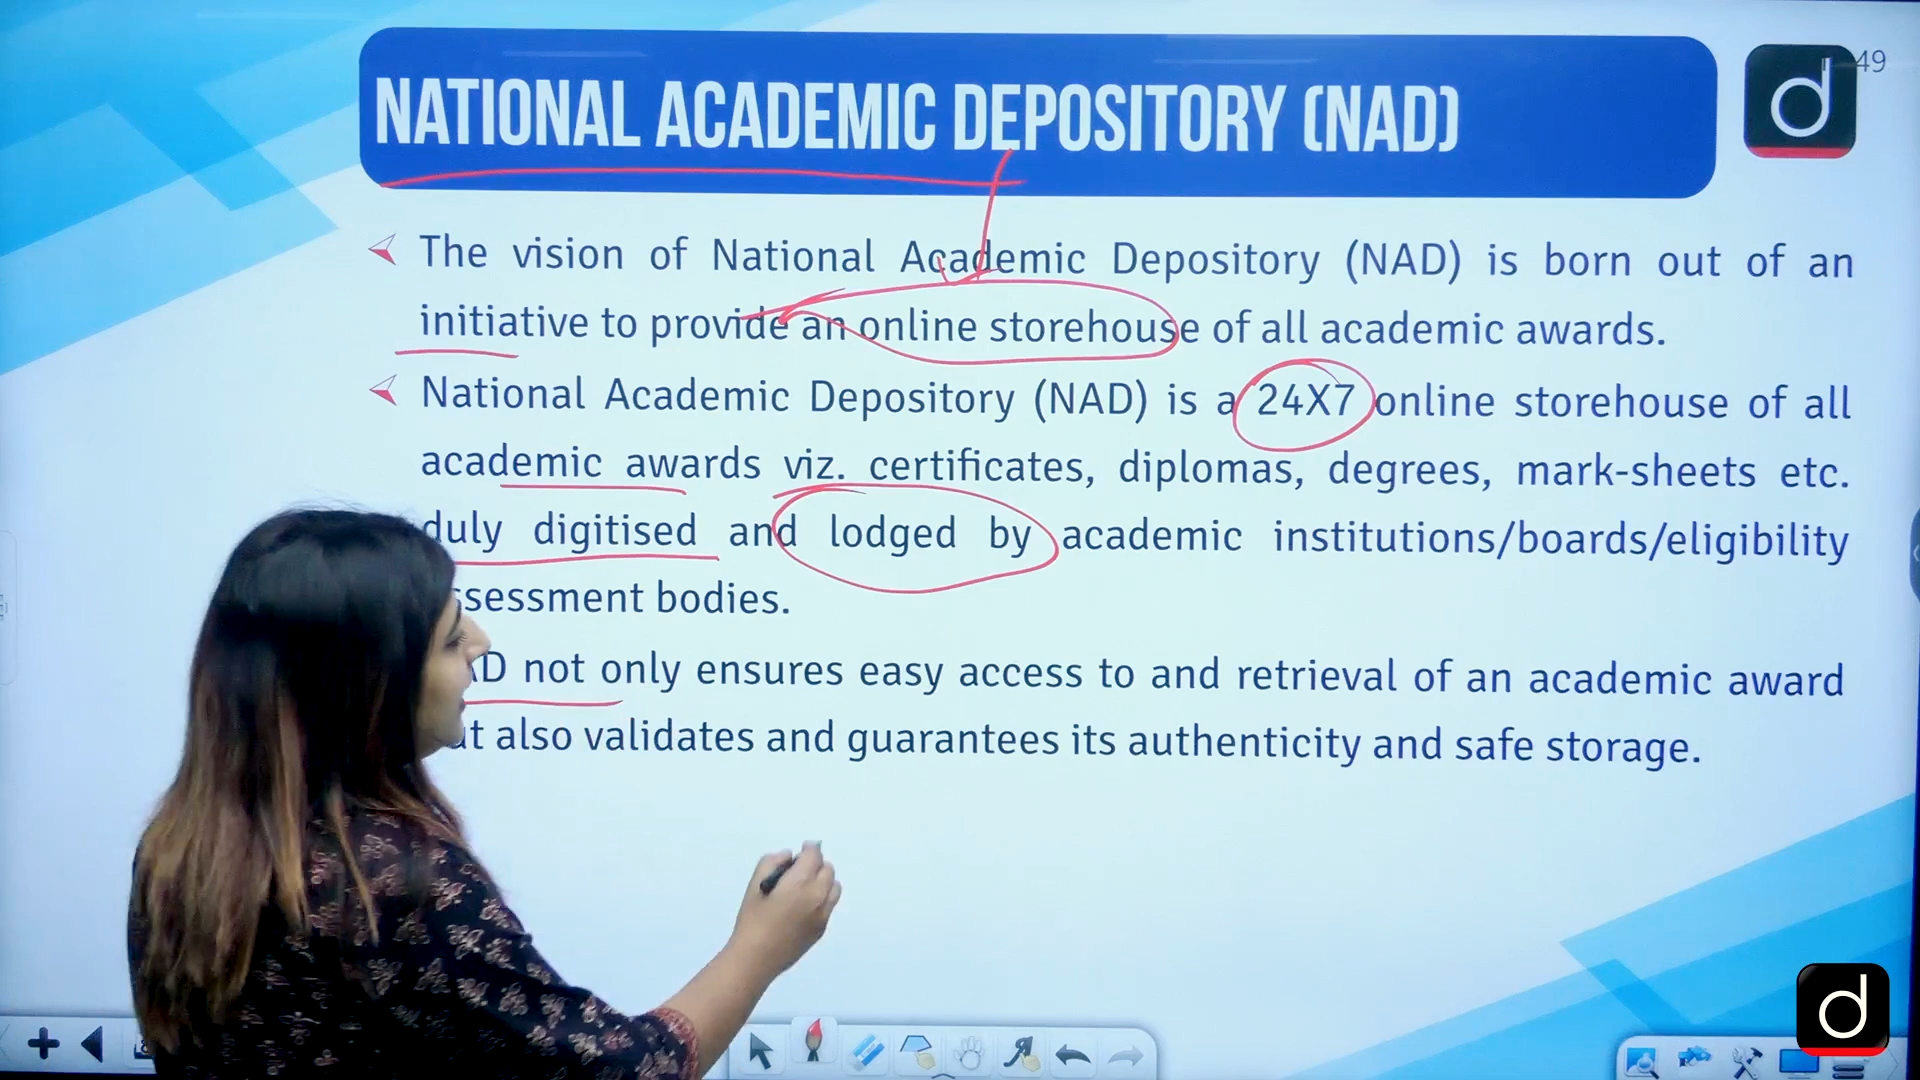 NATIONAL ACADEMIC DEPOSITORY (NAD)
49
The vision of National Academic Depository (NAD) is born out of an
initiative to provide an online storehouse of all academic awards.
National Academic Depository (NAD) is a 24X7 online storehouse of all
academic awards viz. certificates, diplomas, degrees, mark-sheets etc.
duly digitised and lodged by academic institutions/boards/eligibility
ssessment bodies.
D not only ensures easy access to and retrieval of an academic award
t also validates and guarantees its authenticity and safe storage.
d
d